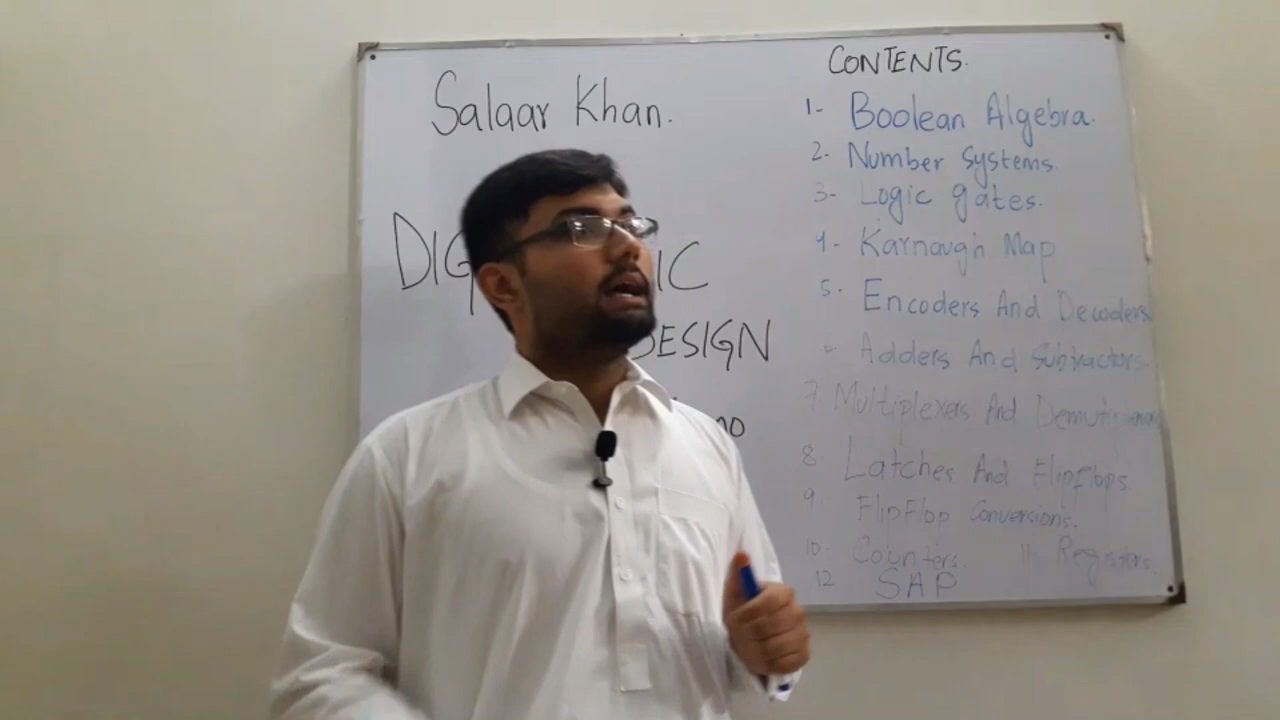 Salaar Khan.
DIG IC
DESIGN
no
CONTENTS.
1- Boolean Algebra.
2- Number Systems.
3- Logic gates.
4- Karnaugh Map
5- Encoders And Decoders
Adders And Subtractors
7 Multiplexers And
8 Latches And FlipFlops
9 FlipFlop Conversions.
10- Counters 11- Registors.
12 SAP